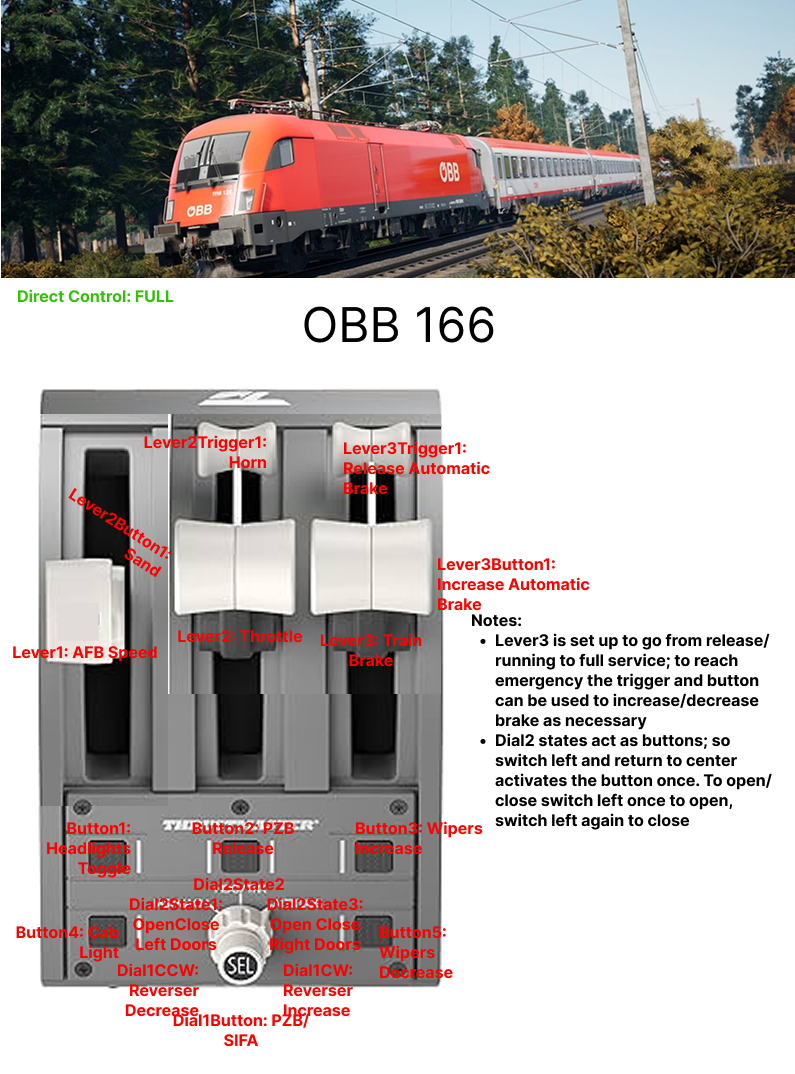 ÖBB
ÖBB
Direct Control: FULL
OBB 166
Lever2Trigger1:
Horn
Lever3Trigger1:
Release Automatic
Brake
Lever2Button1:
Sand
Lever3Button1:
Increase Automatic
Brake
Lever1: AFB Speed
Lever2: Throttle
Lever3: Train
Brake
Notes:
• Lever3 is set up to go from release/
running to full service; to reach
emergency the trigger and button
can be used to increase/decrease
brake as necessary
• Dial2 states act as buttons; so
switch left and return to center
activates the button once. To open/
close switch left once to open,
switch left again to close
THRUSTMASTER
Button1:
Headlights
Toggle
Button2: PZB
Release
Button3: Wipers
Increase
Dial2State2
Dial2State1:
OpenClose
Left Doors
Dial2State3:
Open Close
Right Doors
Button4: Cab
Light
Button5:
Wipers
Decrease
SEL
Dial1CCW:
Reverser
Decrease
Dial1CW:
Reverser
Increase
Dial1Button: PZB/
SIFA